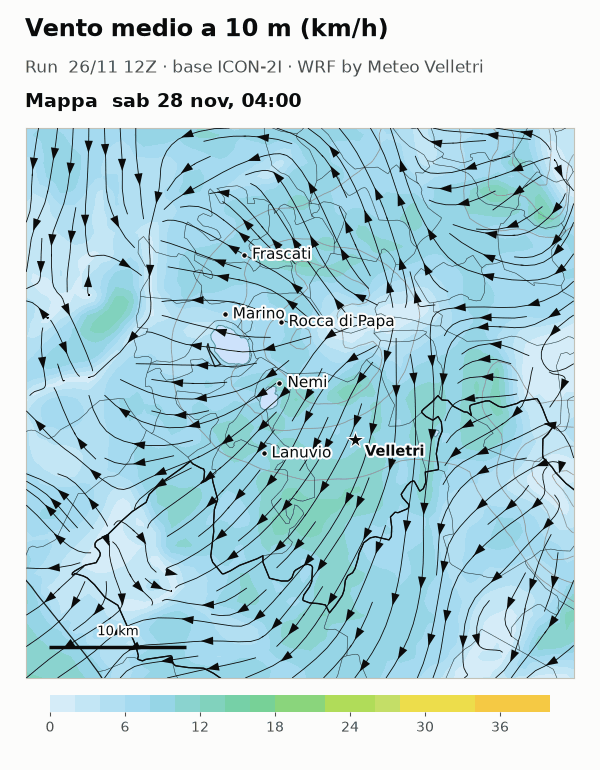 Vento medio a 10 m (km/h)
Run 26/11 12Z · base ICON-2I · WRF by Meteo Velletri
Mappa sab 28 nov, 04:00
Frascati
Marino
Rocca di Papa
Nemi
Velletri
Lanuvio
10 km
0 6 12 18 24 30 36